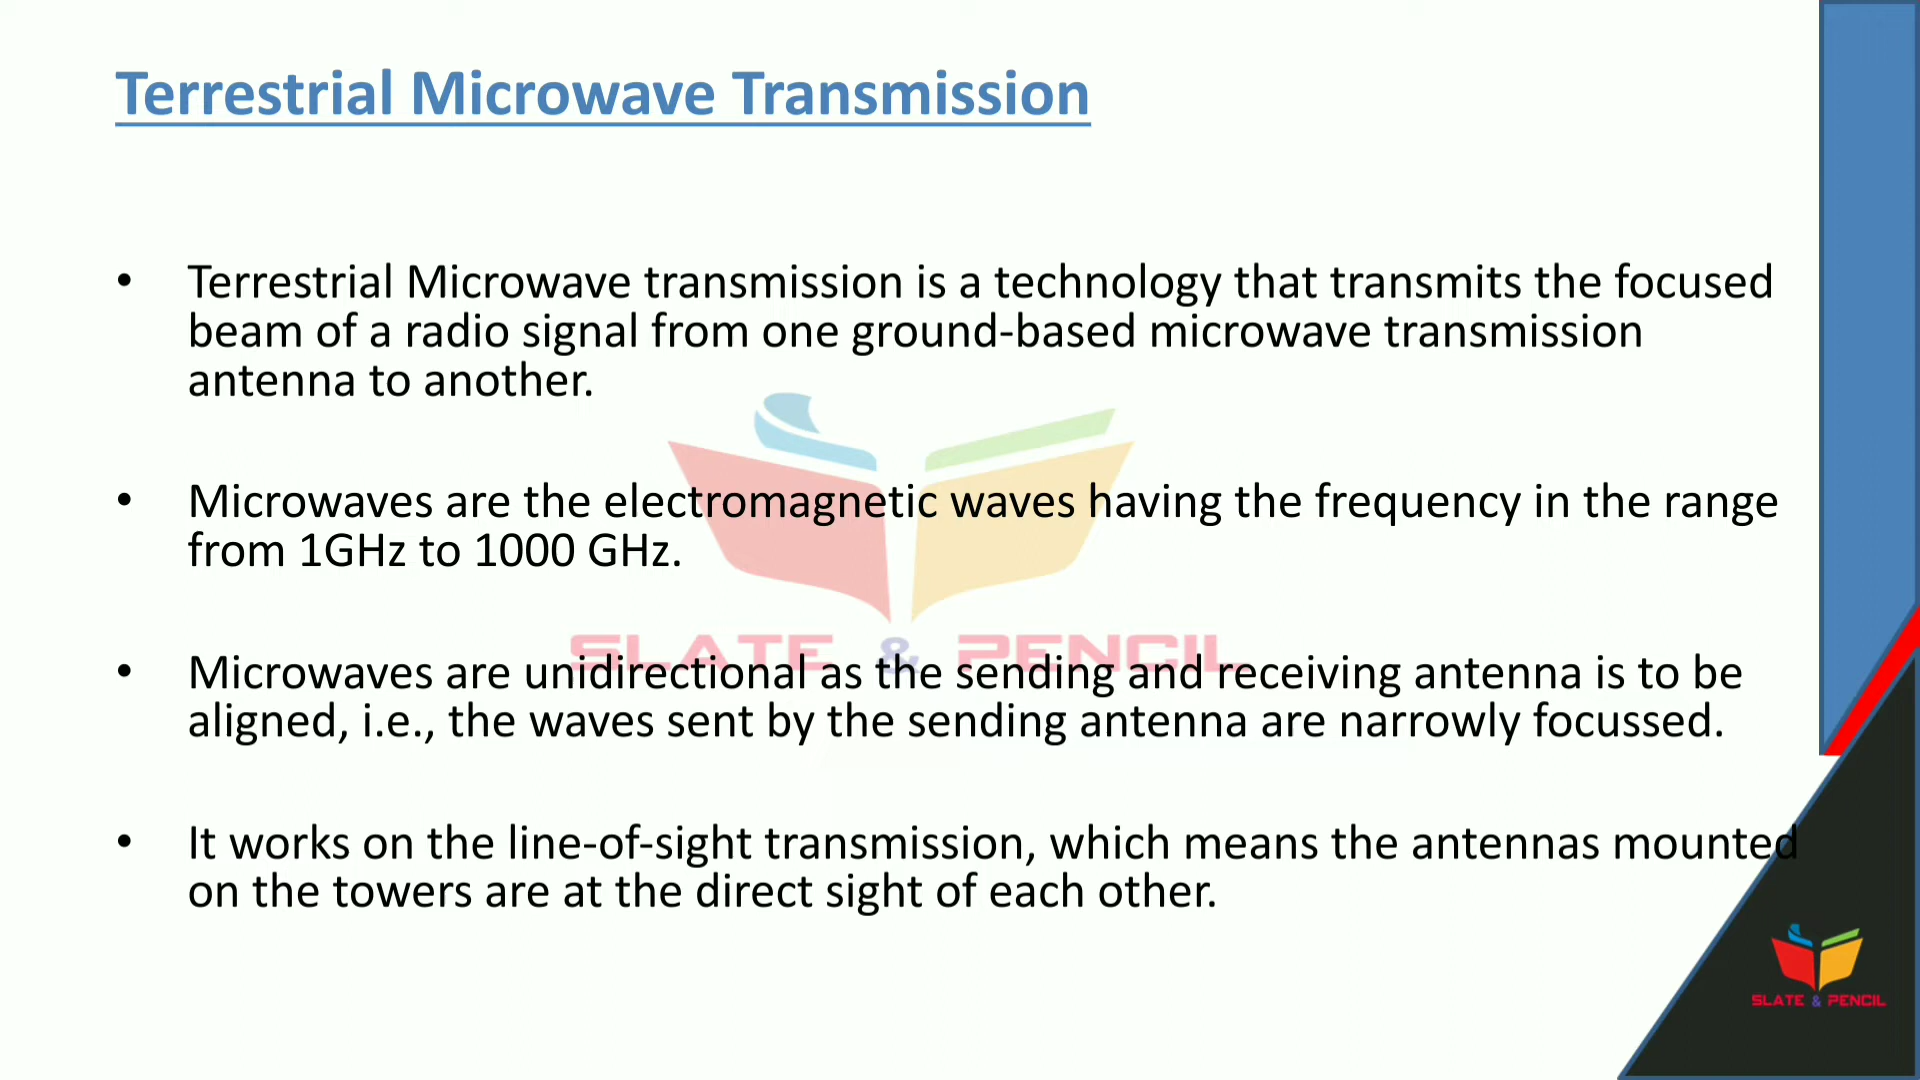 Terrestrial Microwave Transmission
• Terrestrial Microwave transmission is a technology that transmits the focused
beam of a radio signal from one ground-based microwave transmission
antenna to another.
• Microwaves are the electromagnetic waves having the frequency in the range
from 1GHz to 1000 GHz.
SLATE & PENCIL
• Microwaves are unidirectional as the sending and receiving antenna is to be
aligned, i.e., the waves sent by the sending antenna are narrowly focussed.
• It works on the line-of-sight transmission, which means the antennas mounted
on the towers are at the direct sight of each other.
SLATE & PENCIL